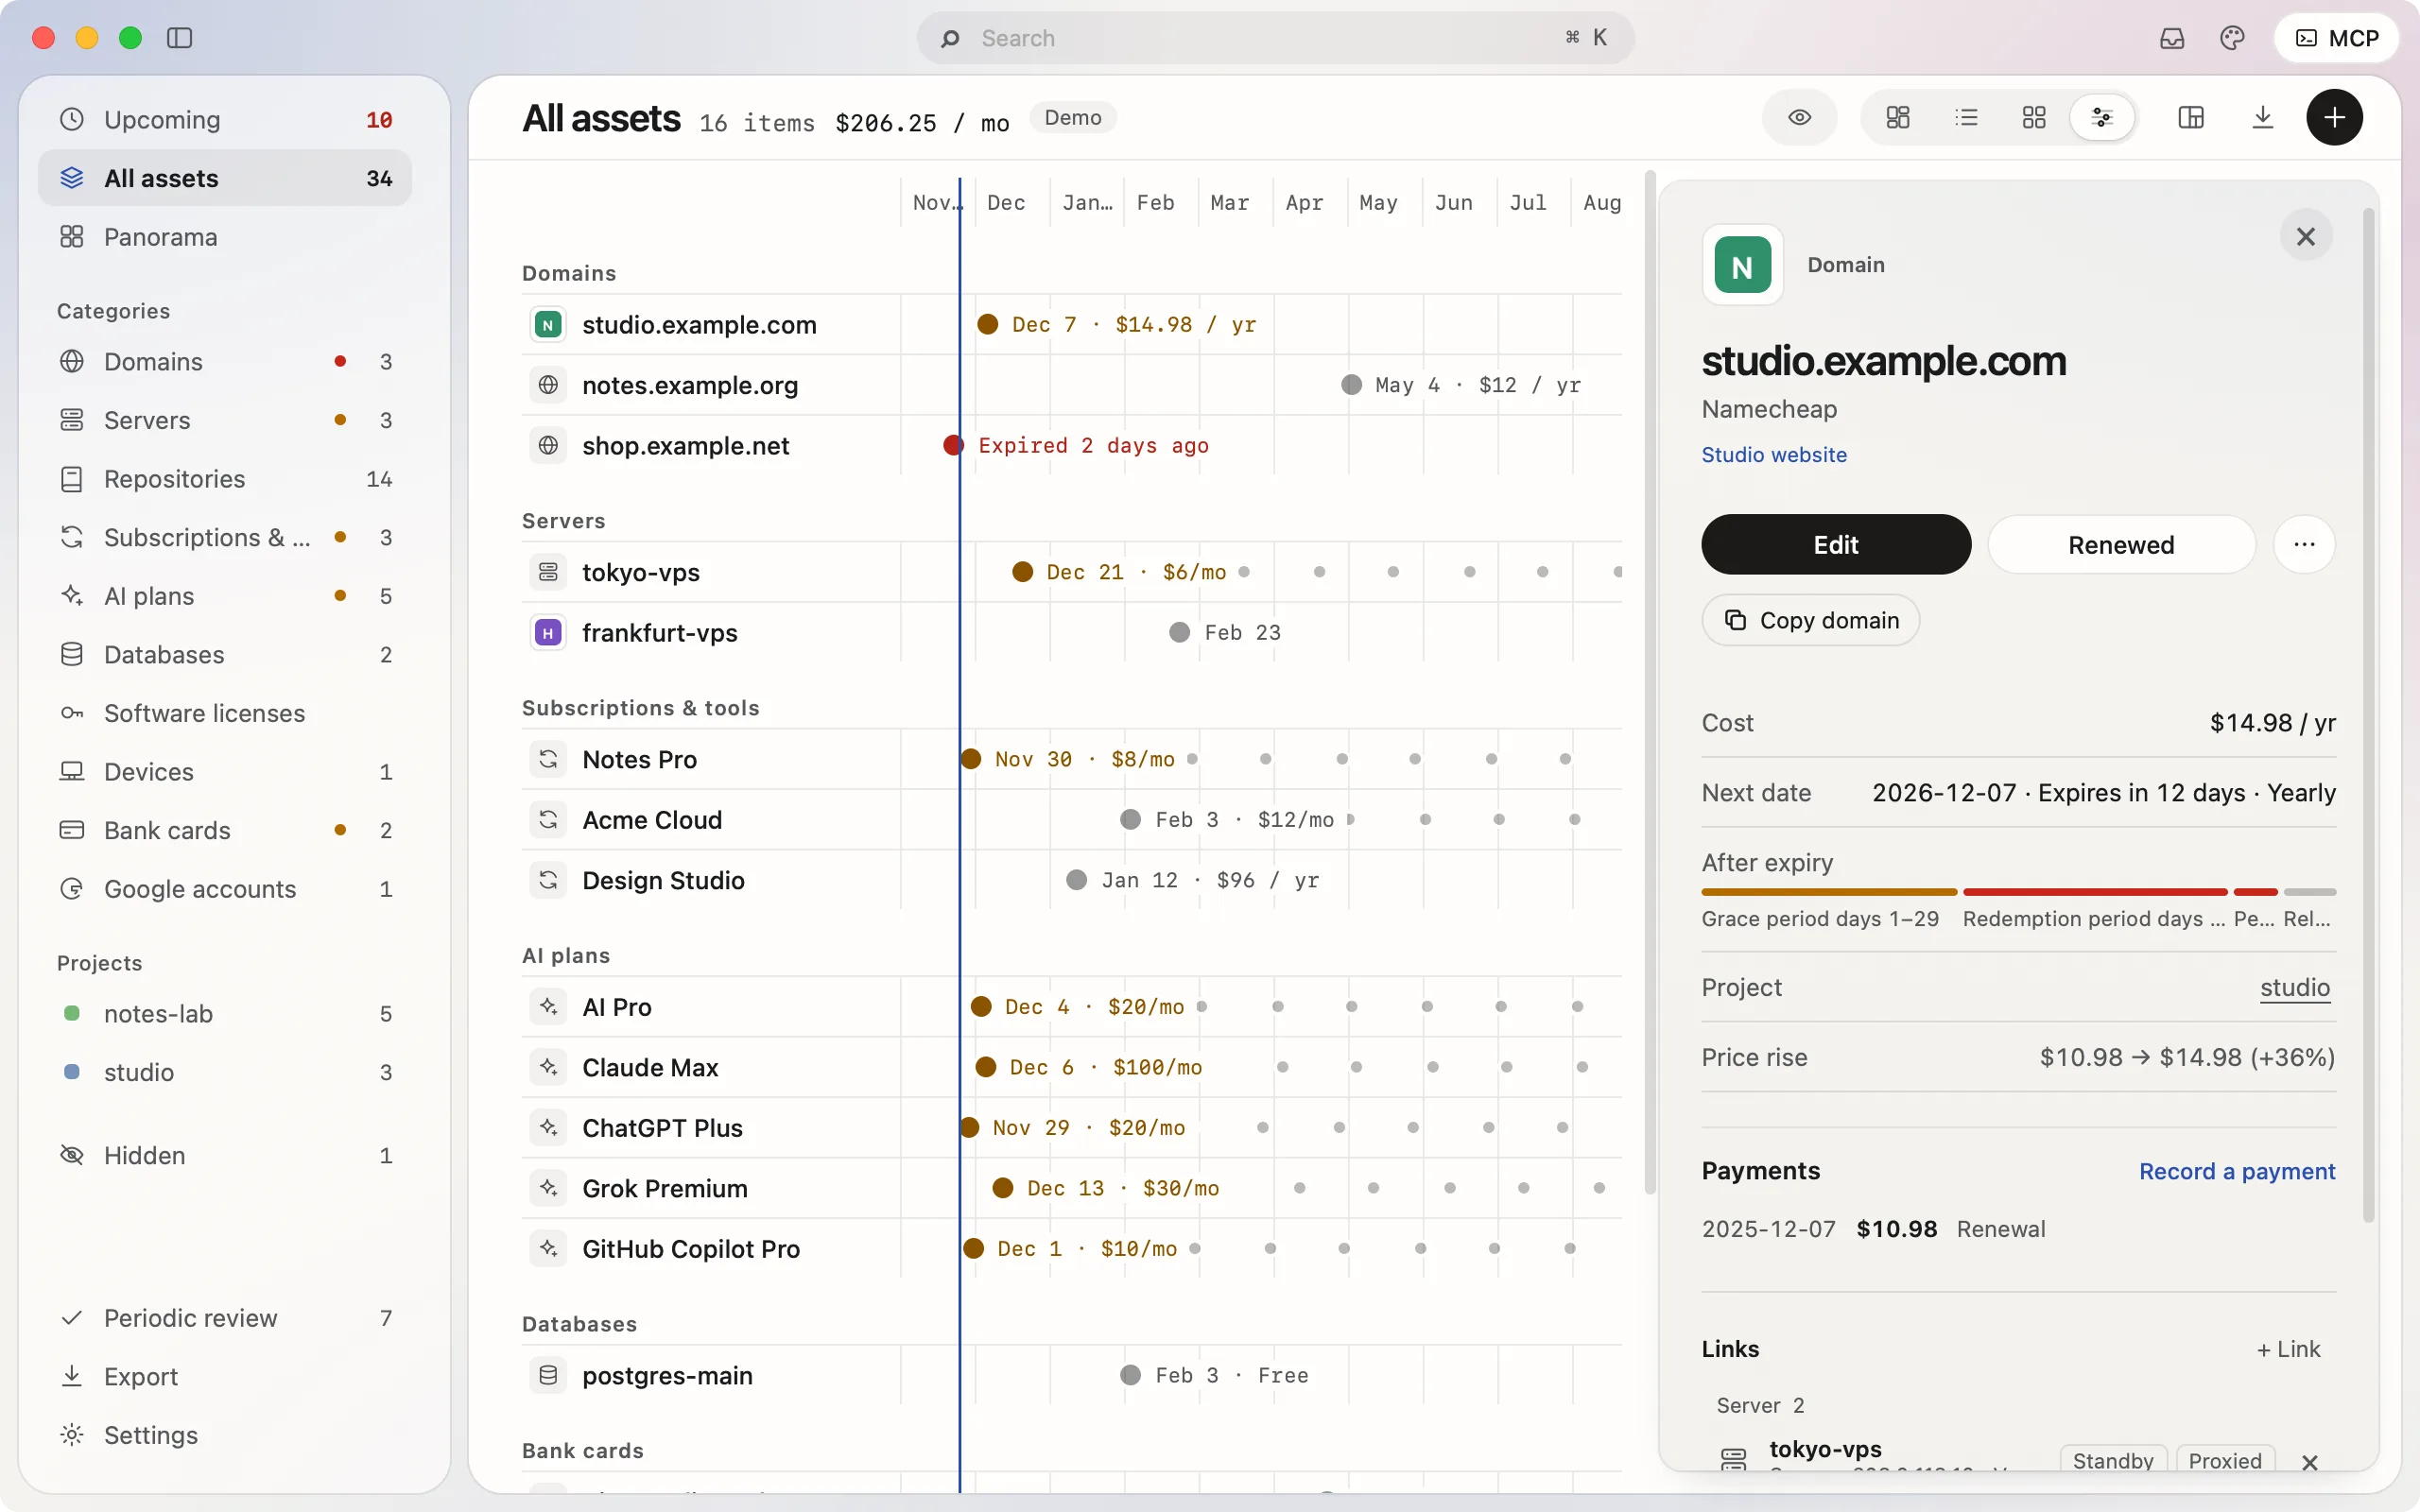 Search ⌘ K
MCP
Upcoming 10
All assets 34
Panorama
Categories
Domains 3
Servers 3
Repositories 14
Subscriptions & ... 3
AI plans 5
Databases 2
Software licenses
Devices 1
Bank cards 2
Google accounts 1
Projects
notes-lab 5
studio 3
Hidden 1
Periodic review 7
Export
Settings
All assets 16 items $206.25 / mo Demo
Nov… Dec Jan… Feb Mar Apr May Jun Jul Aug
Domains
N studio.example.com Dec 7 · $14.98 / yr
notes.example.org May 4 · $12 / yr
shop.example.net Expired 2 days ago
Servers
tokyo-vps Dec 21 · $6/mo
H frankfurt-vps Feb 23
Subscriptions & tools
Notes Pro Nov 30 · $8/mo
Acme Cloud Feb 3 · $12/mo
Design Studio Jan 12 · $96 / yr
AI plans
AI Pro Dec 4 · $20/mo
Claude Max Dec 6 · $100/mo
ChatGPT Plus Nov 29 · $20/mo
Grok Premium Dec 13 · $30/mo
GitHub Copilot Pro Dec 1 · $10/mo
Databases
postgres-main Feb 3 · Free
Bank cards
N Domain
studio.example.com
Namecheap
Studio website
Edit Renewed ···
Copy domain
Cost $14.98 / yr
Next date 2026-12-07 · Expires in 12 days · Yearly
After expiry
Grace period days 1–29 Redemption period days ... Pe... Rel...
Project studio
Price rise $10.98 → $14.98 (+36%)
Payments Record a payment
2025-12-07 $10.98 Renewal
Links + Link
Server 2
tokyo-vps Standby Proxied